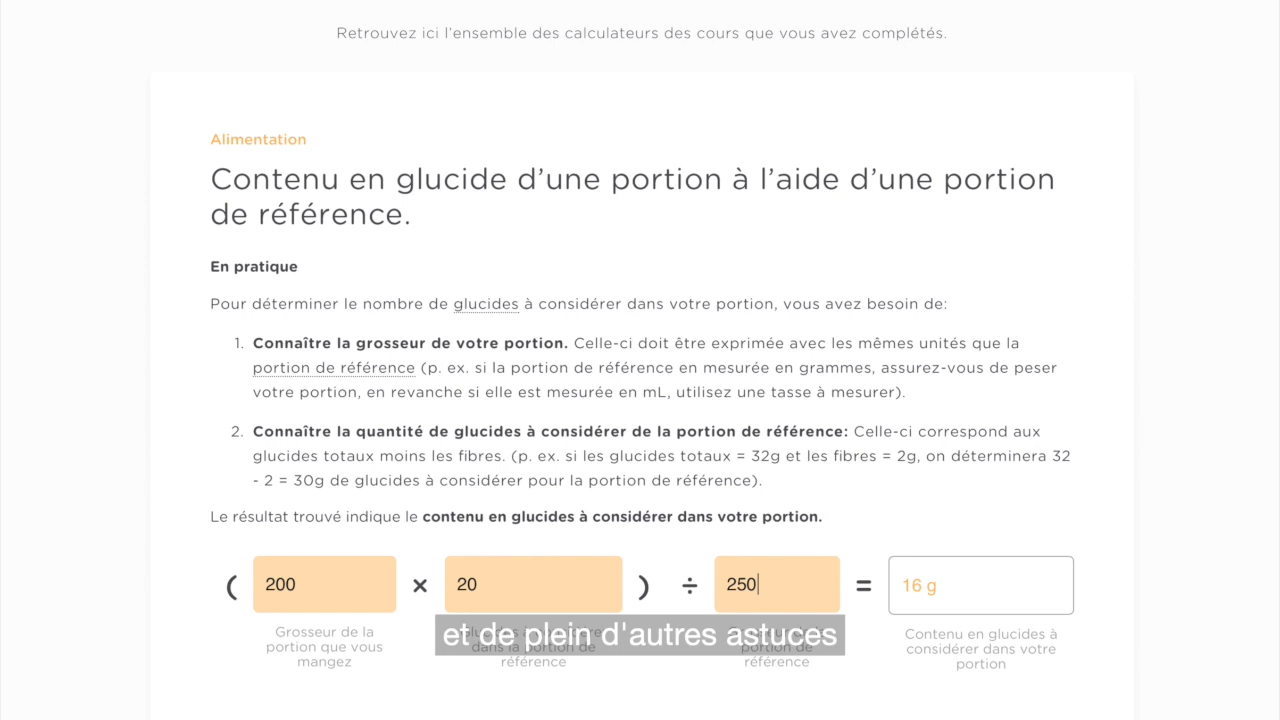 Retrouvez ici l'ensemble des calculateurs des cours que vous avez complétés.
Alimentation
Contenu en glucide d'une portion à l'aide d'une portion
de référence.
En pratique
Pour déterminer le nombre de glucides à considérer dans votre portion, vous avez besoin de:
1. Connaître la grosseur de votre portion. Celle-ci doit être exprimée avec les mêmes unités que la
portion de référence (p. ex. si la portion de référence en mesurée en grammes, assurez-vous de peser
votre portion, en revanche si elle est mesurée en mL, utilisez une tasse à mesurer).
2. Connaître la quantité de glucides à considérer de la portion de référence: Celle-ci correspond aux
glucides totaux moins les fibres. (p. ex. si les glucides totaux = 32g et les fibres = 2g, on déterminera 32
- 2 = 30g de glucides à considérer pour la portion de référence).
Le résultat trouvé indique le contenu en glucides à considérer dans votre portion.
( 200 × 20 ) ÷ 250 = 16 g
Grosseur de la
portion que vous
mangez
dans la portion de
référence
portion de
référence
Contenu en glucides à
considérer dans votre
portion
et de plein d'autres astuces